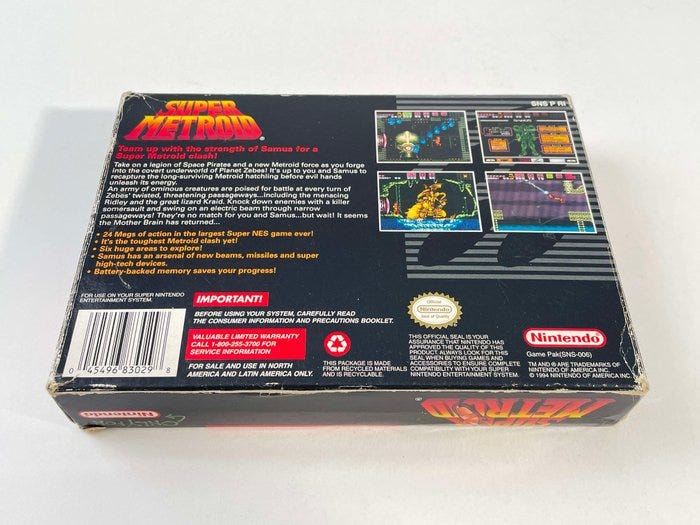 SUPER
METROID
SNS P RI
Team up with the strength of Samus for a
Super Metroid clash!
Take on a legion of Space Pirates and a new Metroid force as you forge
into the covert underworld of Planet Zebes! It's up to you and Samus to
recapture the long-surviving Metroid hatchling before evil hands
unleash its energy.
An army of ominous creatures are poised for battle at every turn of
Zebes' twisted, threatening passageways...including the menacing
Ridley and the great lizard Kraid. Knock down enemies with a killer
somersault and swing on an electric beam through narrow
passageways! They're no match for you and Samus...but wait! It seems
the Mother Brain has returned...
• 24 Megs of action in the largest Super NES game ever!
• It's the toughest Metroid clash yet!
• Six huge areas to explore!
• Samus has an arsenal of new beams, missiles and super
high-tech devices.
• Battery-backed memory saves your progress!
FOR USE ON YOUR SUPER NINTENDO
ENTERTAINMENT SYSTEM.
IMPORTANT!
BEFORE USING YOUR SYSTEM, CAREFULLY READ
THE CONSUMER INFORMATION AND PRECAUTIONS BOOKLET.
VALUABLE LIMITED WARRANTY
CALL 1-800-255-3700 FOR
SERVICE INFORMATION
FOR SALE AND USE IN NORTH
AMERICA AND LATIN AMERICA ONLY.
0 45496 83029 8
THIS PACKAGE IS MADE
FROM RECYCLED MATERIALS
AND IS RECYCLABLE.
Official
Nintendo
Seal of Quality
THIS OFFICIAL SEAL IS YOUR
ASSURANCE THAT NINTENDO HAS
APPROVED THE QUALITY OF THIS
PRODUCT. ALWAYS LOOK FOR THIS
SEAL WHEN BUYING GAMES AND
ACCESSORIES TO ENSURE COMPLETE
COMPATIBILITY WITH YOUR SUPER
NINTENDO ENTERTAINMENT SYSTEM.
Nintendo
Game Pak(SNS-006)
TM AND ® ARE TRADEMARKS OF
NINTENDO OF AMERICA INC.
© 1994 NINTENDO OF AMERICA INC.
Nintendo
SUPER
METROID